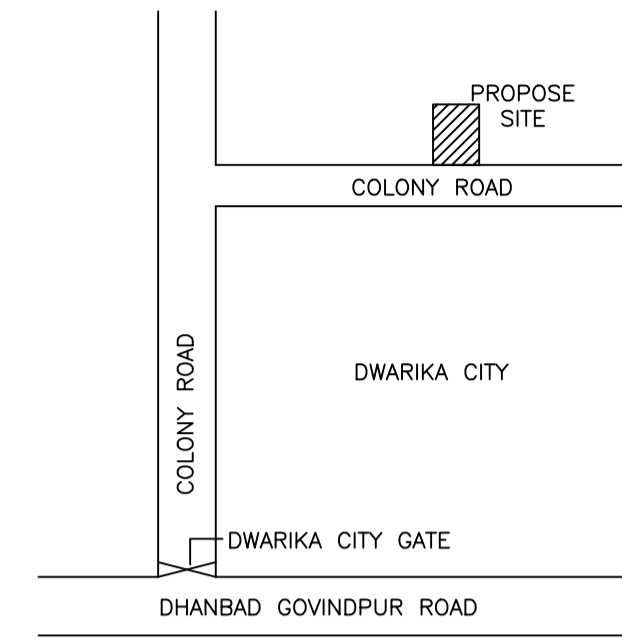 PROPOSE
SITE
COLONY ROAD
DWARIKA CITY
COLONY ROAD
DWARIKA CITY GATE
DHANBAD GOVINDPUR ROAD